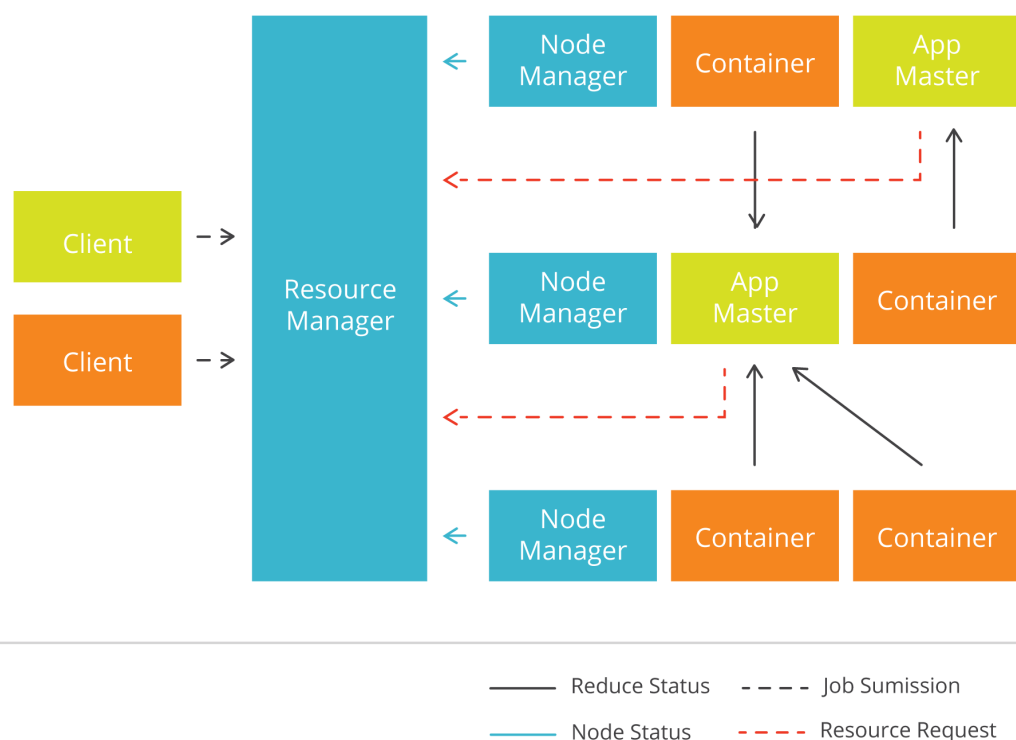 Node
Manager
Container
App
Master
Client
Resource
Manager
Node
Manager
App
Master
Container
Client
Node
Manager
Container
Container
Reduce Status
Job Sumission
Node Status
Resource Request